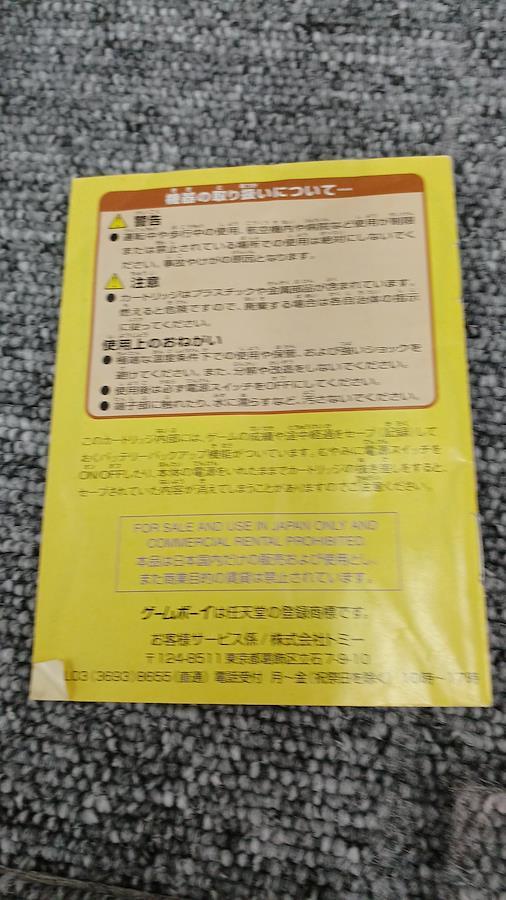 機器の取り扱いについて
警告
●運転中や歩行中の使用、航空機内や病院など使用が制限
または禁止されている場所での使用は絶対にしないでく
ださい。事故やけがの原因となります。
注意
●カートリッジはプラスチックや金属部品が含まれています。
燃えると危険ですので、廃棄する場合は各自治体の指示
に従ってください。
使用上のおねがい
●極端な温度条件下での使用や保管、および強いショックを
避けてください。また、分解や改造をしないでください。
●使用後は必ず電源スイッチをOFFにしてください。
●端子部に触れたり、水に濡らすなど、汚さないでください。
このカートリッジ内部には、ゲームの成績や途中経過をセーブ(記録)して
おくバッテリーバックアップ機能がついています。むやみに電源スイッチを
ON/OFFしたり、本体の電源をいれたままでカートリッジの抜き差しをすると、
セーブされていた内容が消えてしまうことがありますのでご注意ください。
FOR SALE AND USE IN JAPAN ONLY AND
COMMERCIAL RENTAL PROHIBITED.
本品は日本国内だけの販売および使用とし、
また商業目的の賃貸は禁止されています。
ゲームボーイは任天堂の登録商標です。
お客様サービス係/株式会社トミー
〒124-8511 東京都葛飾区立石7-9-10
03(3693)8655(直通) 電話受付 月〜金(祝祭日を除く) 10時〜17時